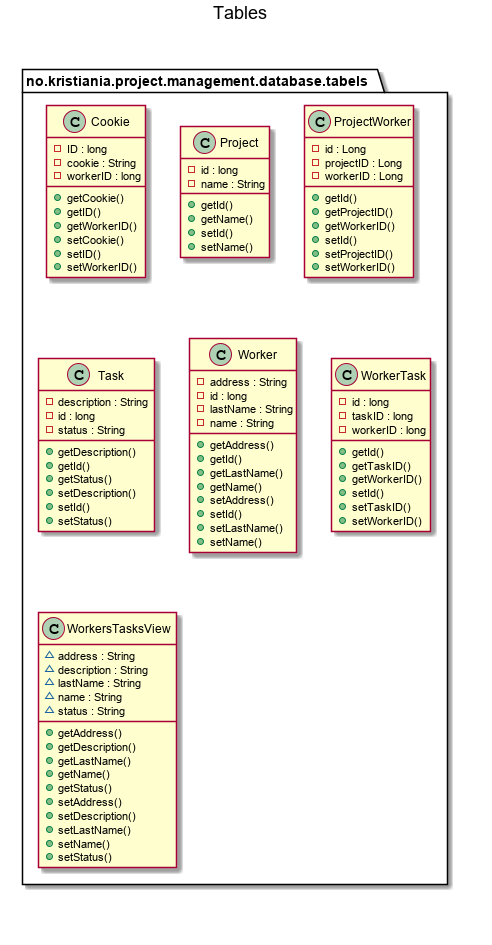 Tables
no.kristiania.project.management.database.tabels
C Cookie
ID : long
cookie : String
workerID : long
getCookie()
getID()
getWorkerID()
setCookie()
setID()
setWorkerID()
C Project
id : long
name : String
getId()
getName()
setId()
setName()
C ProjectWorker
id : Long
projectID : Long
workerID : Long
getId()
getProjectID()
getWorkerID()
setId()
setProjectID()
setWorkerID()
C Task
description : String
id : long
status : String
getDescription()
getId()
getStatus()
setDescription()
setId()
setStatus()
C Worker
address : String
id : long
lastName : String
name : String
getAddress()
getId()
getLastName()
getName()
setAddress()
setId()
setLastName()
setName()
C WorkerTask
id : long
taskID : long
workerID : long
getId()
getTaskID()
getWorkerID()
setId()
setTaskID()
setWorkerID()
C WorkersTasksView
address : String
description : String
lastName : String
name : String
status : String
getAddress()
getDescription()
getLastName()
getName()
getStatus()
setAddress()
setDescription()
setLastName()
setName()
setStatus()